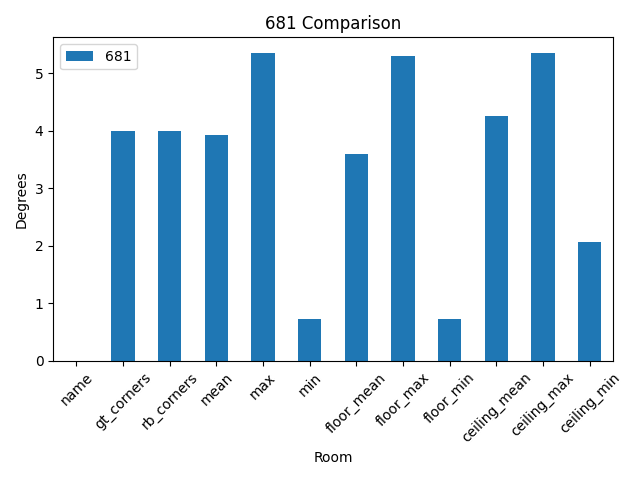 681 Comparison
681
5
4
3
2
1
0
Degrees
name
gt_corners
rb_corners
mean
max
min
floor_mean
floor_max
floor_min
ceiling_mean
ceiling_max
ceiling_min
Room